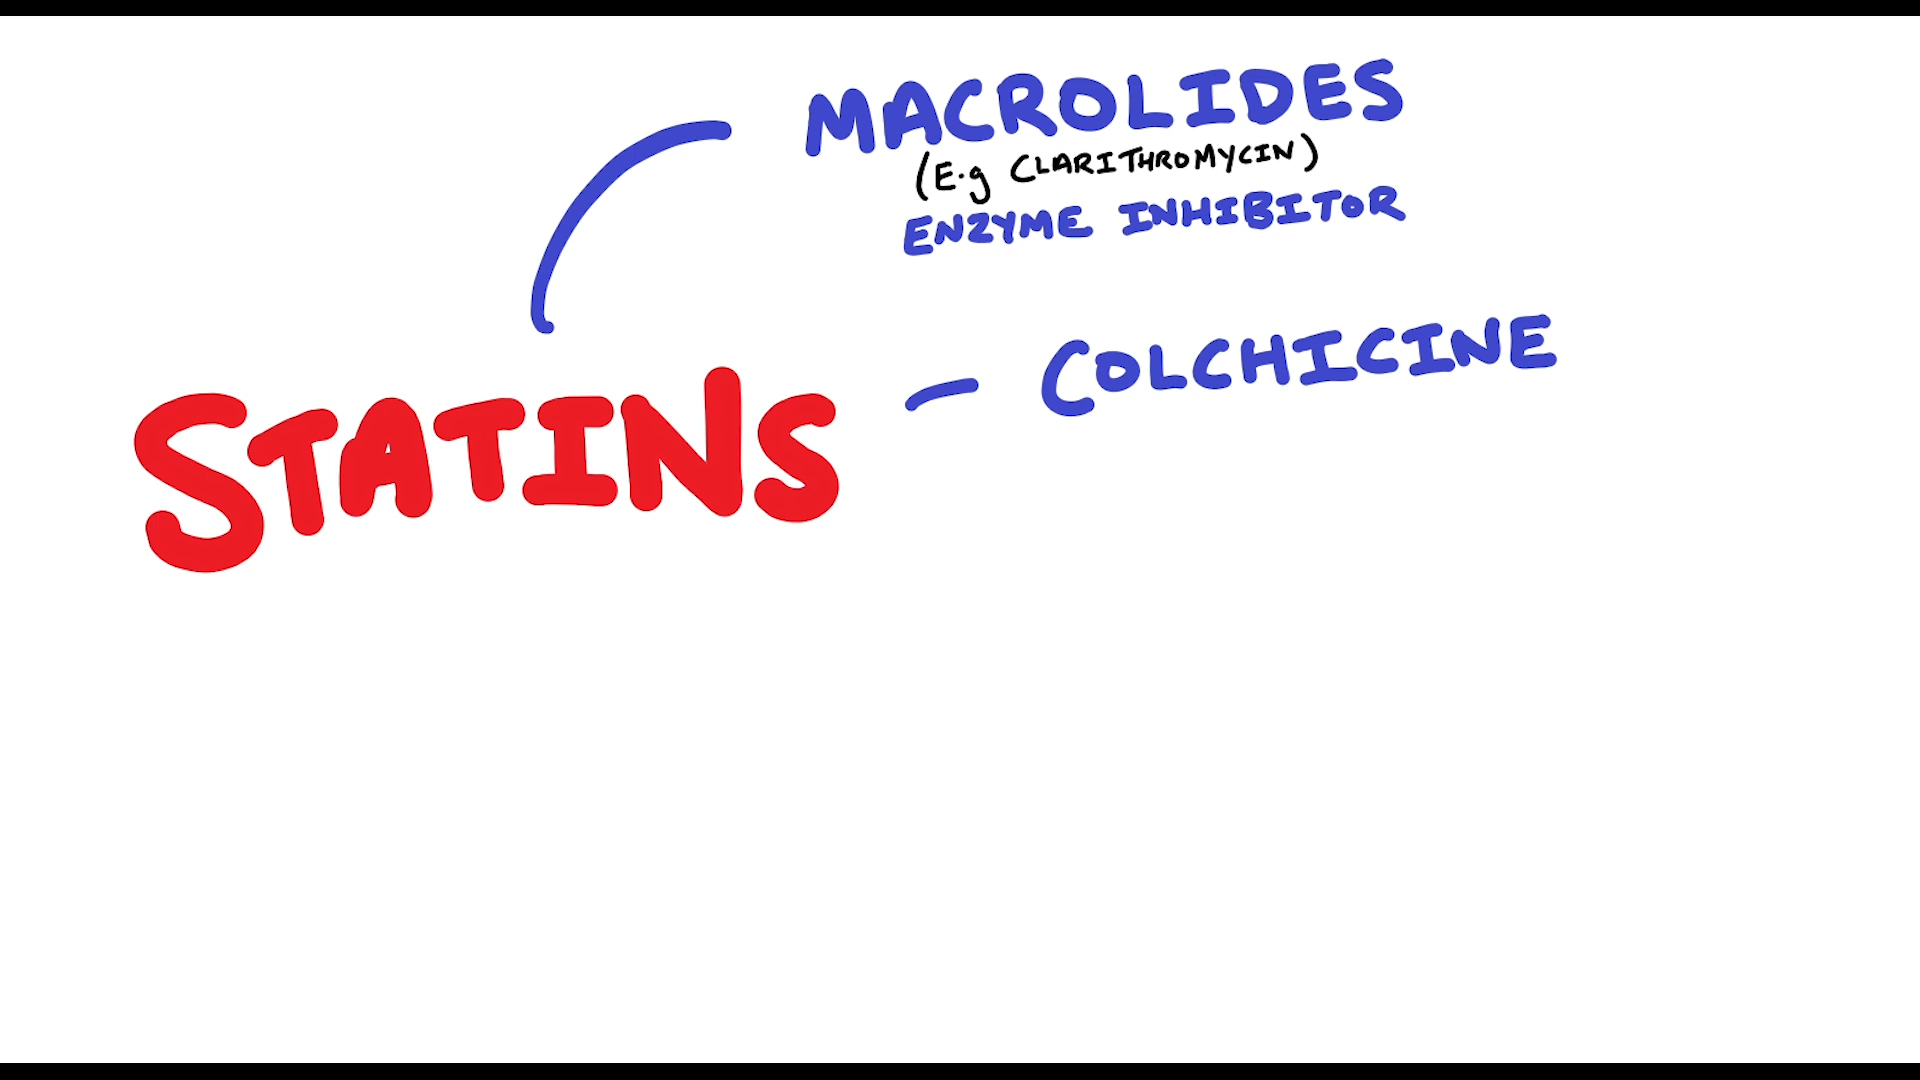 MACROLIDES
(E.g CLARITHROMYCIN)
ENZYME INHIBITOR
COLCHICINE
STATINS